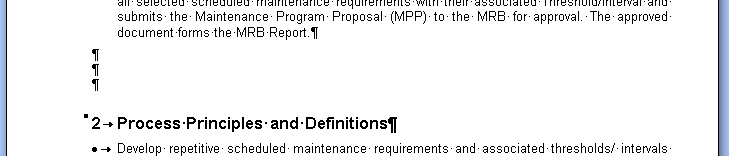 all selected scheduled maintenance requirements with their associated Threshold/interval and
submits the Maintenance Program Proposal (MPP) to the MRB for approval. The approved
document forms the MRB Report.¶
¶
¶
¶
2 → Process Principles and Definitions¶
• → Develop repetitive scheduled maintenance requirements and associated thresholds/ intervals